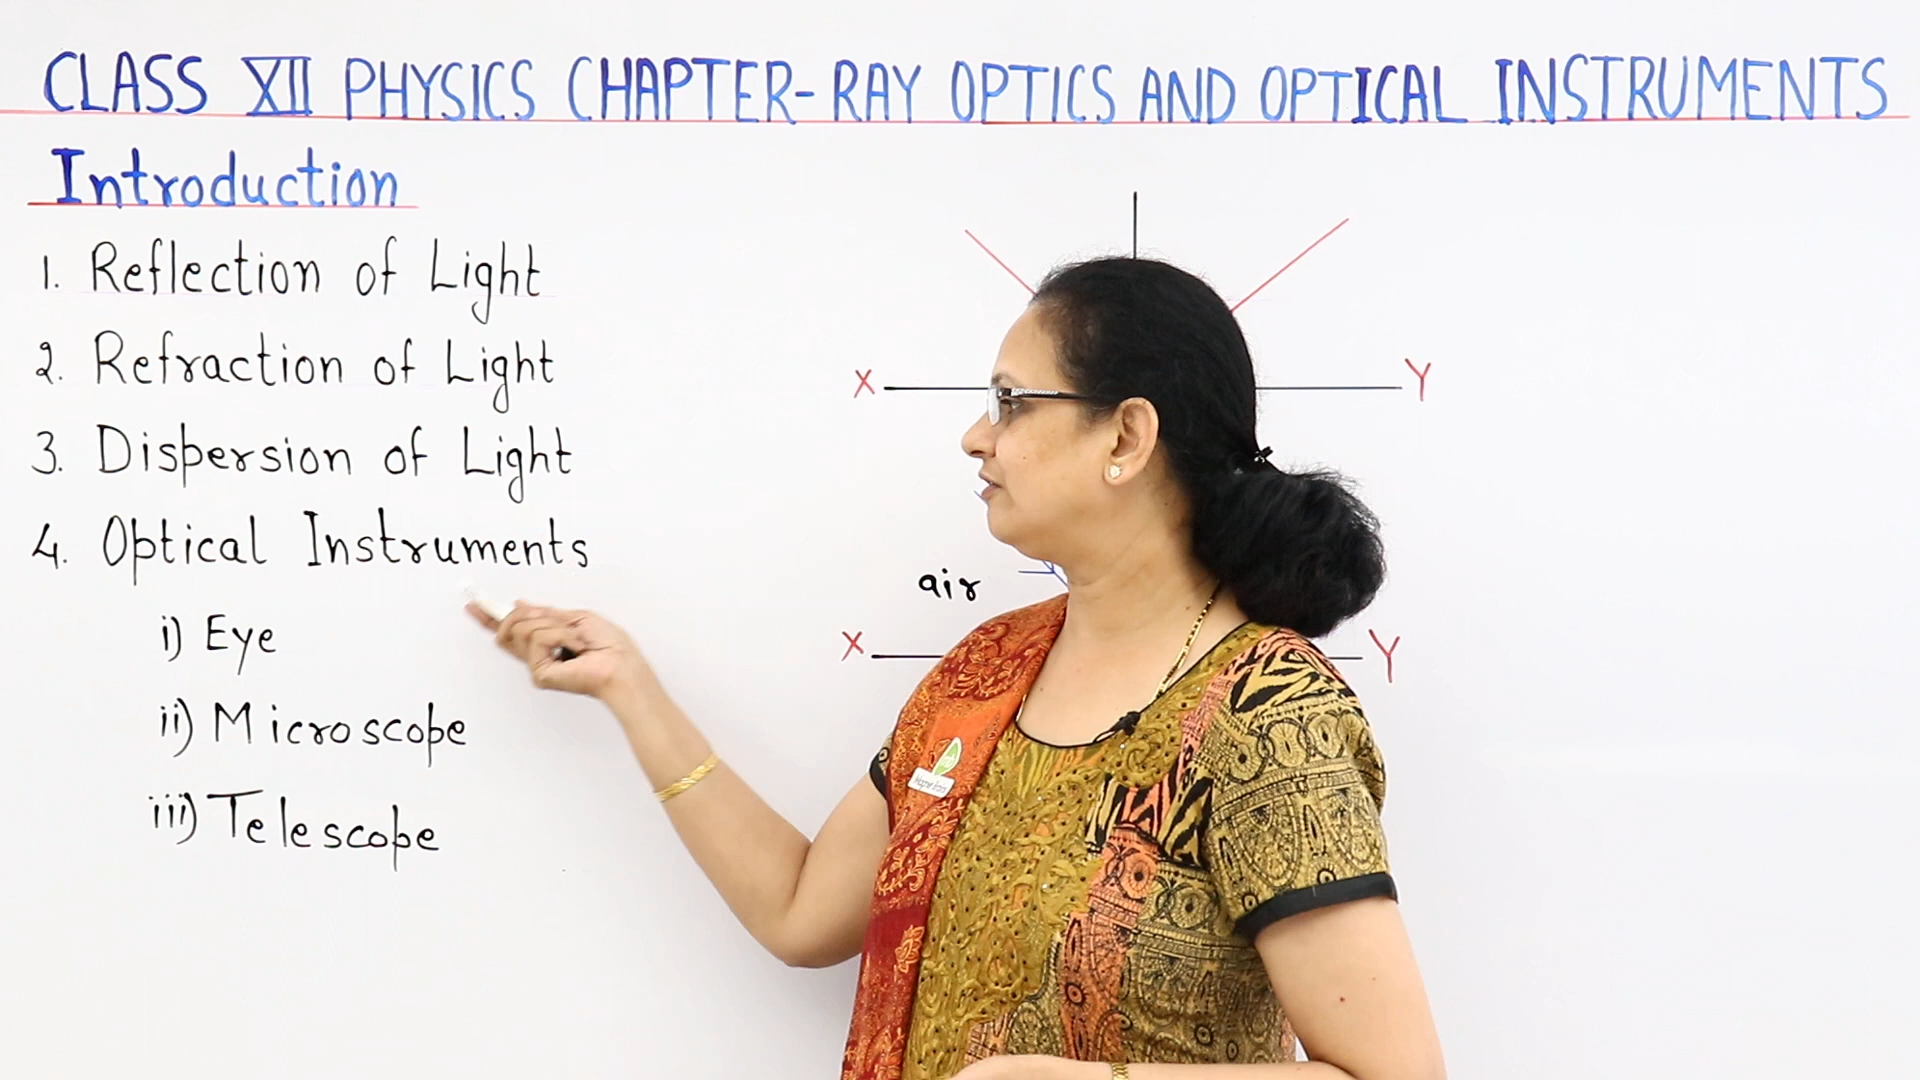 CLASS XII PHYSICS CHAPTER-RAY OPTICS AND OPTICAL INSTRUMENTS
Introduction
1. Reflection of Light
2. Refraction of Light
3. Dispersion of Light
4. Optical Instruments
i) Eye
ii) Microscope
iii) Telescope
X Y
air
X Y